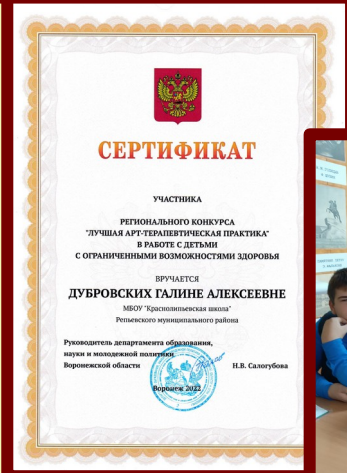 СЕРТИФИКАТ
УЧАСТНИКА
РЕГИОНАЛЬНОГО КОНКУРСА
"ЛУЧШАЯ АРТ-ТЕРАПЕВТИЧЕСКАЯ ПРАКТИКА"
В РАБОТЕ С ДЕТЬМИ
С ОГРАНИЧЕННЫМИ ВОЗМОЖНОСТЯМИ ЗДОРОВЬЯ
ВРУЧАЕТСЯ
ДУБРОВСКИХ ГАЛИНЕ АЛЕКСЕЕВНЕ
МБОУ "Краснолипьевская школа"
Репьевского муниципального района
Руководитель департамента образования,
науки и молодежной политики
Воронежской области Н.В. Салогубова
Воронеж 2022